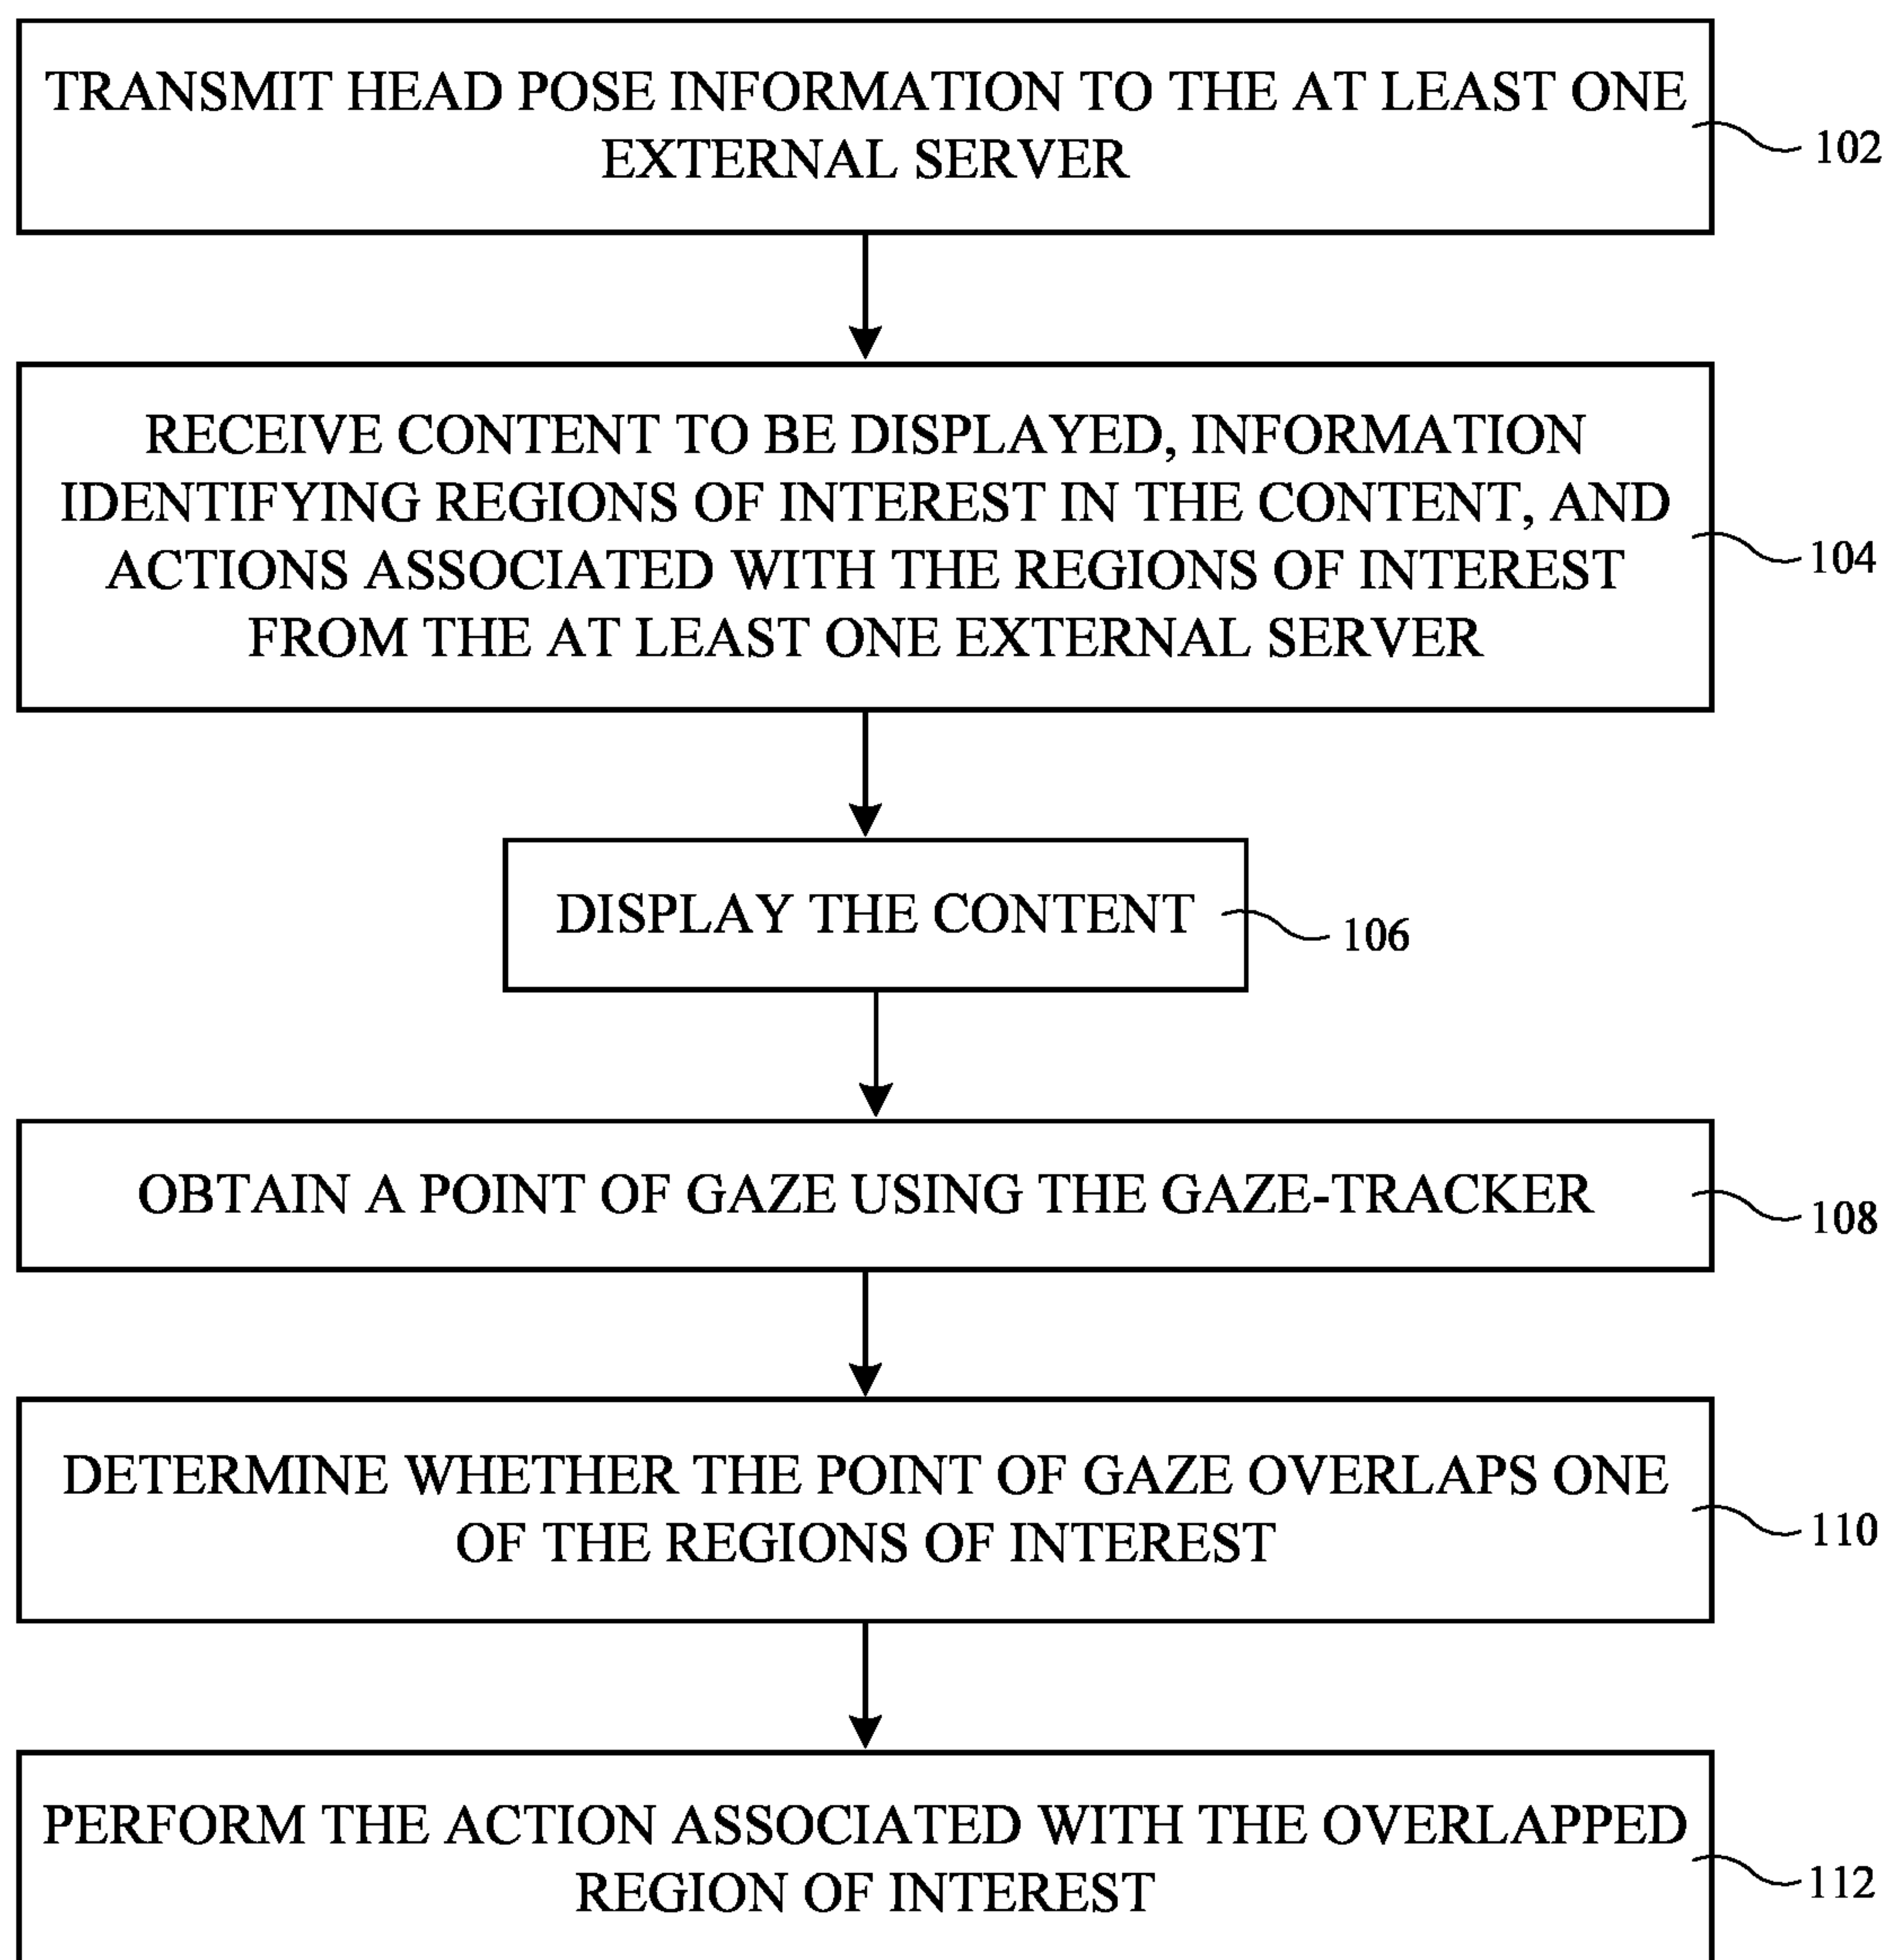 TRANSMIT HEAD POSE INFORMATION TO THE AT LEAST ONE
EXTERNAL SERVER
102
RECEIVE CONTENT TO BE DISPLAYED, INFORMATION
IDENTIFYING REGIONS OF INTEREST IN THE CONTENT, AND
ACTIONS ASSOCIATED WITH THE REGIONS OF INTEREST
FROM THE AT LEAST ONE EXTERNAL SERVER
104
DISPLAY THE CONTENT
106
OBTAIN A POINT OF GAZE USING THE GAZE-TRACKER
108
DETERMINE WHETHER THE POINT OF GAZE OVERLAPS ONE
OF THE REGIONS OF INTEREST
110
PERFORM THE ACTION ASSOCIATED WITH THE OVERLAPPED
REGION OF INTEREST
112